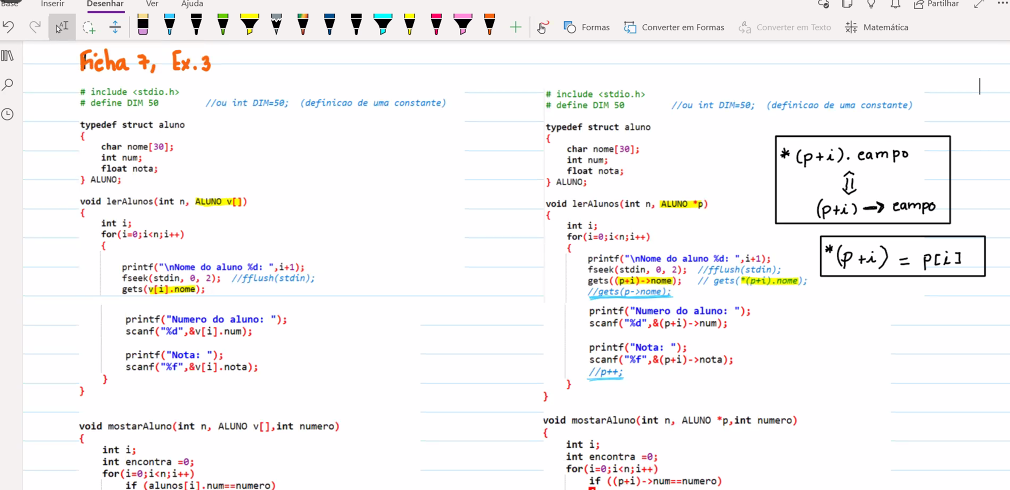 Base
Inserir
Desenhar
Ver
Ajuda
Partilhar
Formas
Converter em Formas
Converter em Texto
Matemática
Ficha 7, Ex.3
# include <stdio.h>
# define DIM 50 //ou int DIM=50; (definicao de uma constante)
typedef struct aluno
{
char nome[30];
int num;
float nota;
} ALUNO;
void lerAlunos(int n, ALUNO v[])
{
int i;
for(i=0;i<n;i++)
{
printf("\nNome do aluno %d: ",i+1);
fseek(stdin, 0, 2); //fflush(stdin);
gets(v[i].nome);
printf("Numero do aluno: ");
scanf("%d",&v[i].num);
printf("Nota: ");
scanf("%f",&v[i].nota);
}
}
void mostarAluno(int n, ALUNO v[],int numero)
{
int i;
int encontra =0;
for(i=0;i<n;i++)
if (alunos[i].num==numero)
# include <stdio.h>
# define DIM 50 //ou int DIM=50; (definicao de uma constante)
typedef struct aluno
{
char nome[30];
int num;
float nota;
} ALUNO;
void lerAlunos(int n, ALUNO *p)
{
int i;
for(i=0;i<n;i++)
{
printf("\nNome do aluno %d: ",i+1);
fseek(stdin, 0, 2); //fflush(stdin);
gets((p+i)->nome); // gets(*(p+i).nome);
//gets(p->nome);
printf("Numero do aluno: ");
scanf("%d",&(p+i)->num);
printf("Nota: ");
scanf("%f",&(p+i)->nota);
//p++;
}
}
void mostarAluno(int n, ALUNO *p,int numero)
{
int i;
int encontra =0;
for(i=0;i<n;i++)
if ((p+i)->num==numero)
*(p+i).campo
⇕
(p+i)→campo
*(p+i) = p[i]